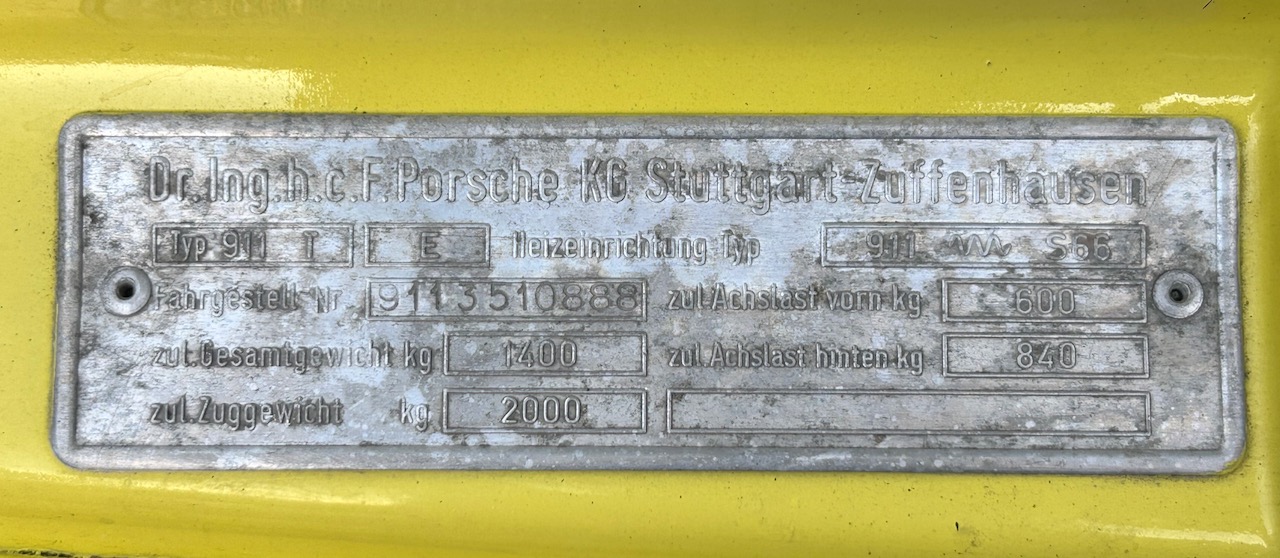 Dr.Ing.h.c.F.Porsche KG Stuttgart-Zuffenhausen
Typ 911 T E Heizeinrichtung Typ 911 S66
Fahrgestell Nr. 9113510888 zul.Achslast vorn kg 600
zul.Gesamtgewicht kg 1400 zul.Achslast hinten kg 840
zul.Zuggewicht kg 2000